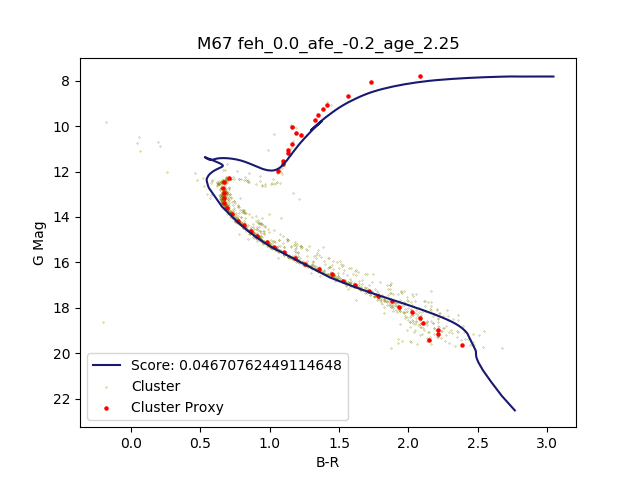 M67 feh_0.0_afe_-0.2_age_2.25
8
10
12
14
16
18
20
22
G Mag
0.0 0.5 1.0 1.5 2.0 2.5 3.0
B-R
Score: 0.04670762449114648
Cluster
Cluster Proxy